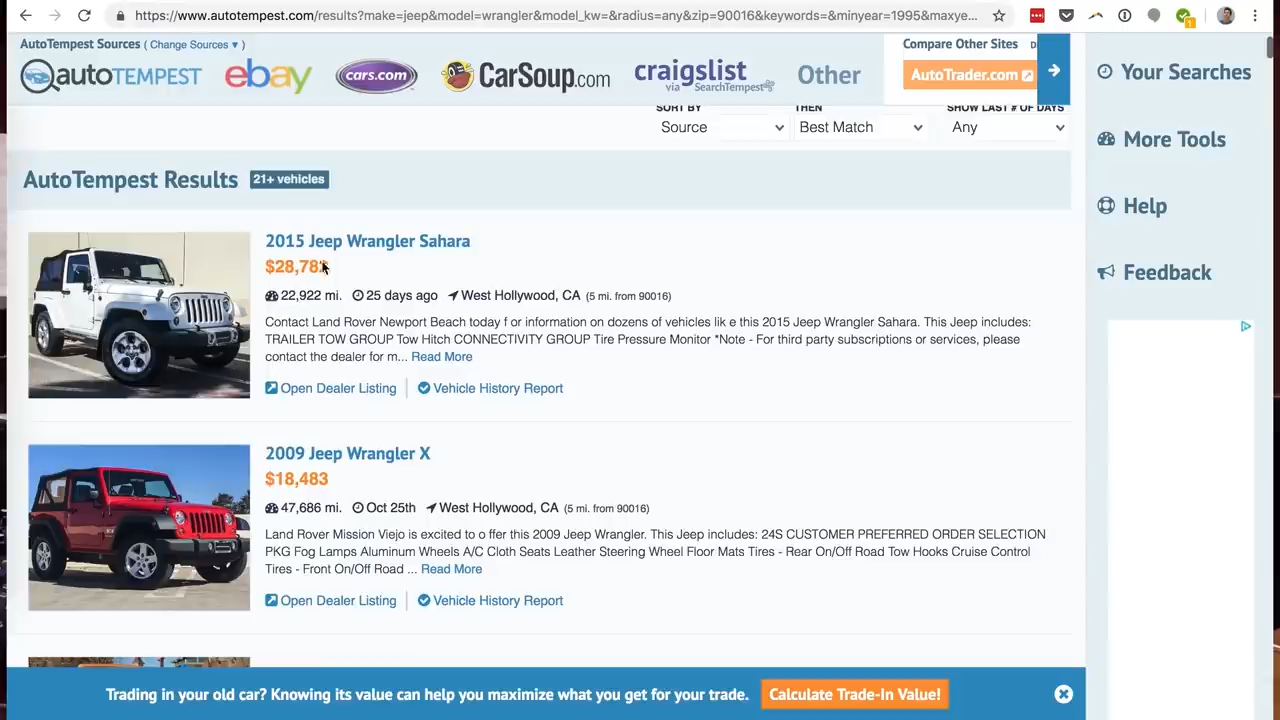 https://www.autotempest.com/results?make=jeep&model=wrangler&model_kw=&radius=any&zip=90016&keywords=&minyear=1995&maxye...
1
AutoTempest Sources ( Change Sources ▾ )
autoTEMPEST
ebay
cars.com
CarSoup.com
craigslist
via SearchTempest
Other
Compare Other Sites
AutoTrader.com
Your Searches
More Tools
Help
Feedback
SORT BY
THEN
SHOW LAST # OF DAYS
Source
Best Match
Any
AutoTempest Results 21+ vehicles
2015 Jeep Wrangler Sahara
22,922 mi. 25 days ago West Hollywood, CA (5 mi. from 90016)
Contact Land Rover Newport Beach today f or information on dozens of vehicles lik e this 2015 Jeep Wrangler Sahara. This Jeep includes:
TRAILER TOW GROUP Tow Hitch CONNECTIVITY GROUP Tire Pressure Monitor *Note - For third party subscriptions or services, please
contact the dealer for m... Read More
Open Dealer Listing | Vehicle History Report
2009 Jeep Wrangler X
$18,483
47,686 mi. Oct 25th West Hollywood, CA (5 mi. from 90016)
Land Rover Mission Viejo is excited to o ffer this 2009 Jeep Wrangler. This Jeep includes: 24S CUSTOMER PREFERRED ORDER SELECTION
PKG Fog Lamps Aluminum Wheels A/C Cloth Seats Leather Steering Wheel Floor Mats Tires - Rear On/Off Road Tow Hooks Cruise Control
Tires - Front On/Off Road ... Read More
Open Dealer Listing | Vehicle History Report
Trading in your old car? Knowing its value can help you maximize what you get for your trade.
Calculate Trade-In Value!